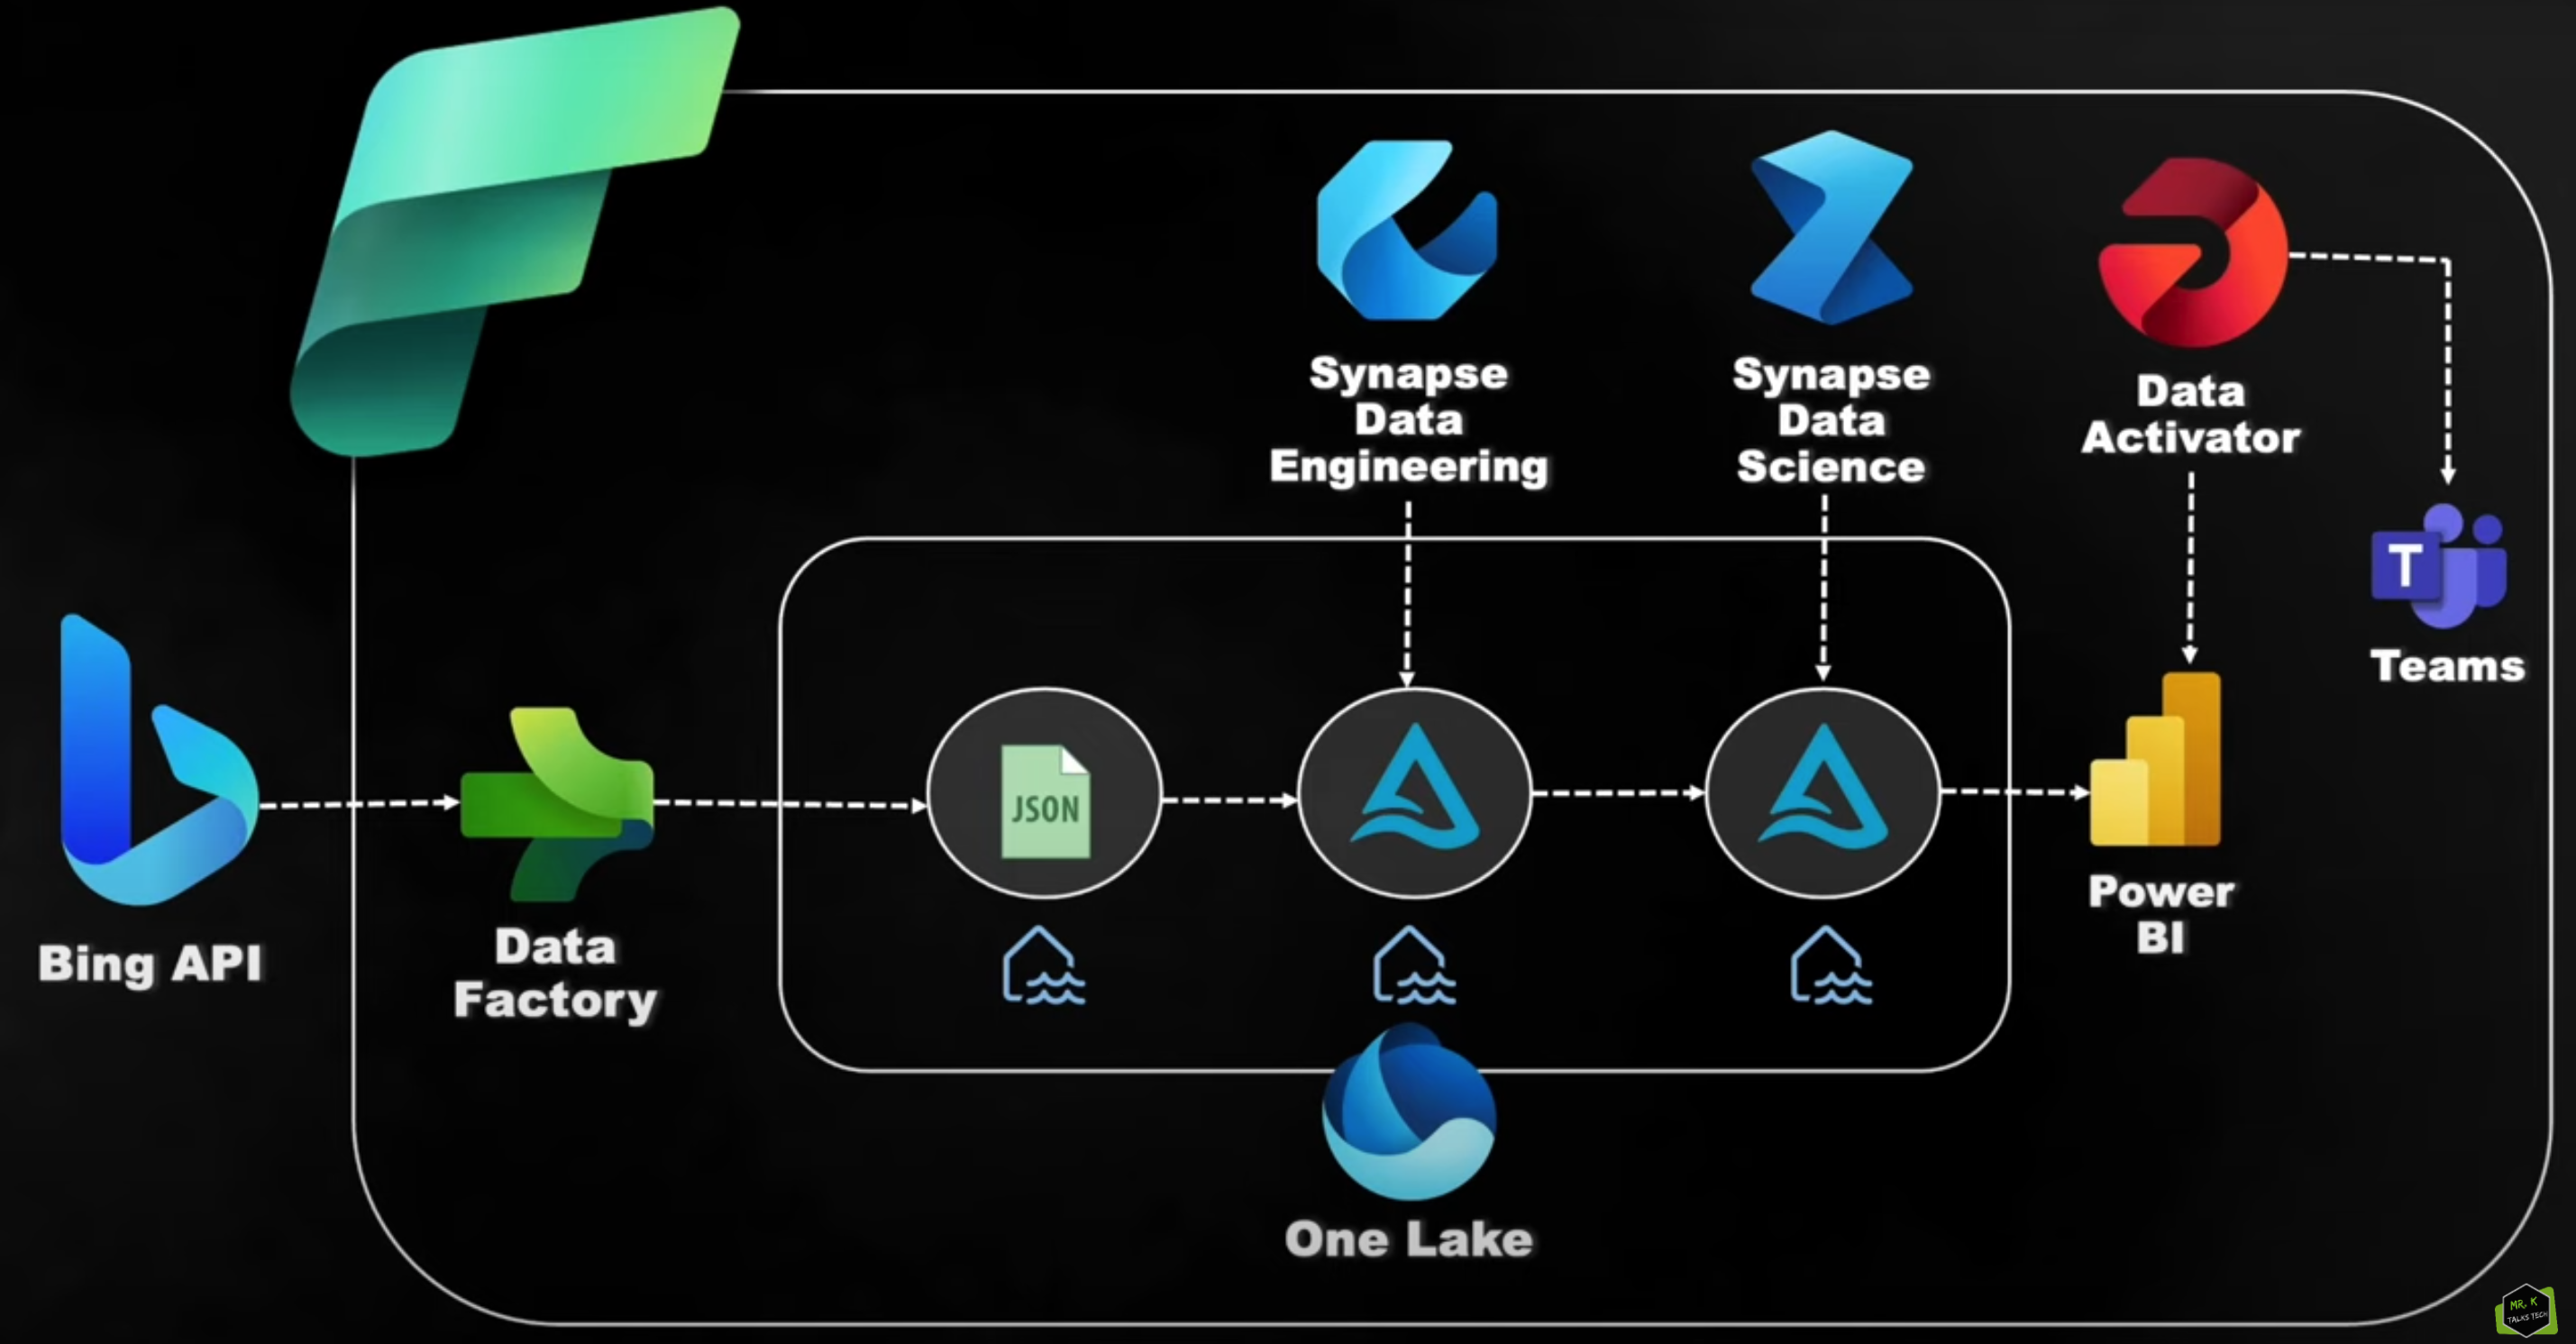 Synapse
Data
Engineering
Synapse
Data
Science
Data
Activator
T
Teams
JSON
Bing API
Data
Factory
Power
BI
One Lake
MR. K
TALKS TECH